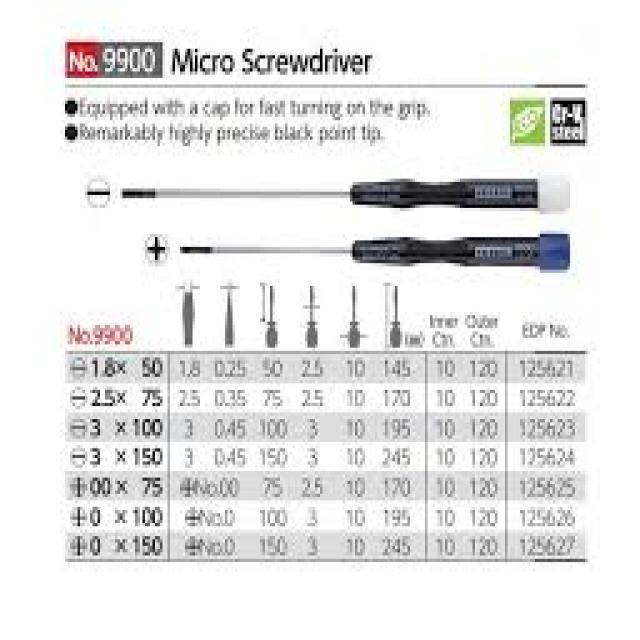 No. 9900 Micro Screwdriver
●Equipped with a cap for fast turning on the grip.
●Remarkably highly precise black point tip.
Cr-V steel
⊖
⊕
No.9900 (㎜) Inner Ctn. Outer Ctn. EDP No.
⊖1.8× 50 1.8 0.25 50 2.5 10 145 10 120 125621
⊖2.5× 75 2.5 0.35 75 2.5 10 170 10 120 125622
⊖3 ×100 3 0.45 100 3 10 195 10 120 125623
⊖3 ×150 3 0.45 150 3 10 245 10 120 125624
⊕00× 75 ⊕No.00 75 2.5 10 170 10 120 125625
⊕0 ×100 ⊕No.0 100 3 10 195 10 120 125626
⊕0 ×150 ⊕No.0 150 3 10 245 10 120 125627